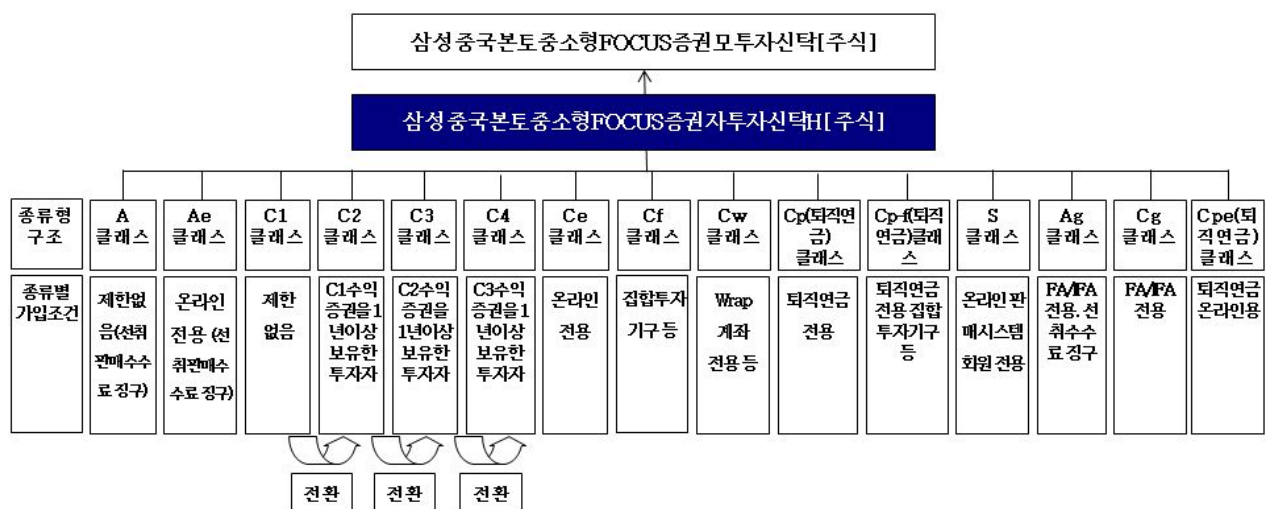 삼성중국본토중소형FOCUS증권모투자신탁[주식]
삼성중국본토중소형FOCUS증권자투자신탁H[주식]
종류형
구조
A
클래스
Ae
클래스
C1
클래스
C2
클래스
C3
클래스
C4
클래스
Ce
클래스
Cf
클래스
Cw
클래스
Cp(퇴직연
금)
클래스
Cp-f(퇴직
연금)클래
스
S
클래스
Ag
클래스
Cg
클래스
Cpe(퇴
직연금)
클래스
종류별
가입조건
제한없
음(선취
판매수수
료 징구)
온라인
전용 (선
취판매수
수료 징구)
제한
없음
C1수익
증권을1
년이상
보유한
투자자
C2수익
증권을
1년이상
보유한
투자자
C3수익
증권을1
년이상
보유한
투자자
온라인
전용
집합투자
기구 등
Wrap
계좌
전용 등
퇴직연금
전용
퇴직연금
전용 집합
투자기구
등
온라인 판
매시스템
회원 전용
FA/IFA
전용, 선
취수수
료 징구
FA/IFA
전용
퇴직연금
온라인용
전환
전환
전환